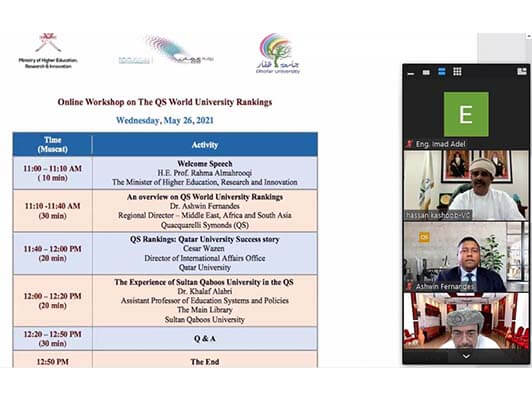 Ministry of Higher Education,
Research & Innovation
جامعة ظفار
Dhofar University
Online Workshop on The QS World University Rankings
Wednesday, May 26, 2021
Time
(Muscat)
Activity
11:00 – 11:10 AM
( 10 min)
Welcome Speech
H.E. Prof. Rahma Almahrooqi
The Minister of Higher Education, Research and Innovation
11:10 -11:40 AM
(30 min)
An overview on QS World University Rankings
Dr. Ashwin Fernandes
Regional Director – Middle East, Africa and South Asia
Quacquarelli Symonds (QS)
11:40 – 12:00 PM
(20 min)
QS Rankings: Qatar University Success story
Cesar Wazen
Director of International Affairs Office
Qatar University
12:00 – 12:20 PM
(20 min)
The Experience of Sultan Qaboos University in the QS
Dr. Khalaf Alabri
Assistant Professor of Education Systems and Policies
The Main Library
Sultan Qaboos University
12:20 – 12:50 PM
(30 min)
Q & A
12:50 PM
The End
E
Eng. Imad Adel
hassan kashoob-VC
QS
Ashwin Fernandes